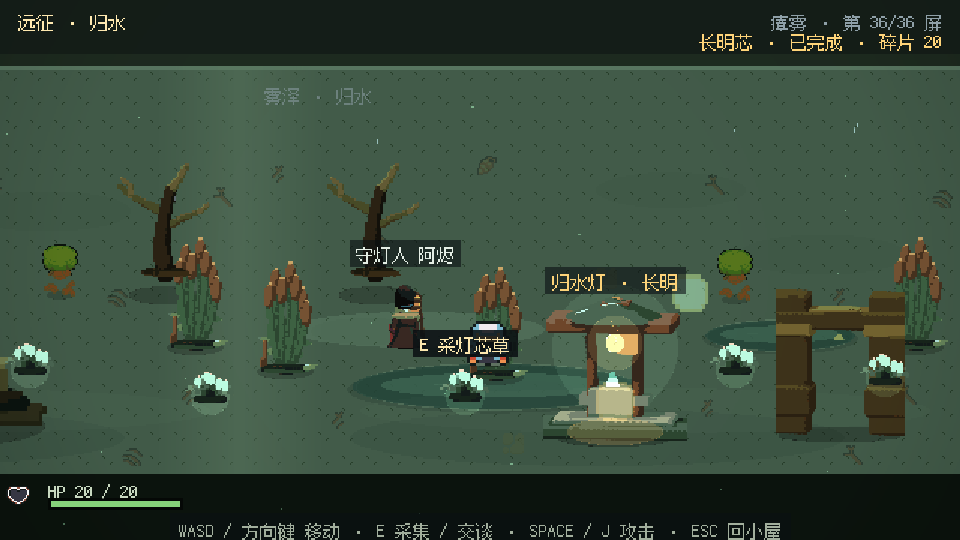 远征 · 归水
瘴雾 · 第 36/36 屏
长明芯 · 已完成 · 碎片 20
雾泽 · 归水
守灯人 阿烬
归水灯 · 长明
E 采灯芯草
HP 20 / 20
WASD / 方向键 移动 · E 采集 / 交谈 · SPACE / J 攻击 · ESC 回小屋